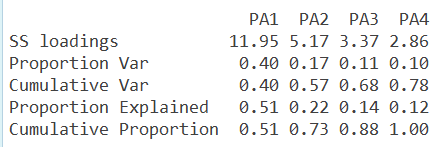 PA1 PA2 PA3 PA4
SS loadings 11.95 5.17 3.37 2.86
Proportion Var 0.40 0.17 0.11 0.10
Cumulative Var 0.40 0.57 0.68 0.78
Proportion Explained 0.51 0.22 0.14 0.12
Cumulative Proportion 0.51 0.73 0.88 1.00